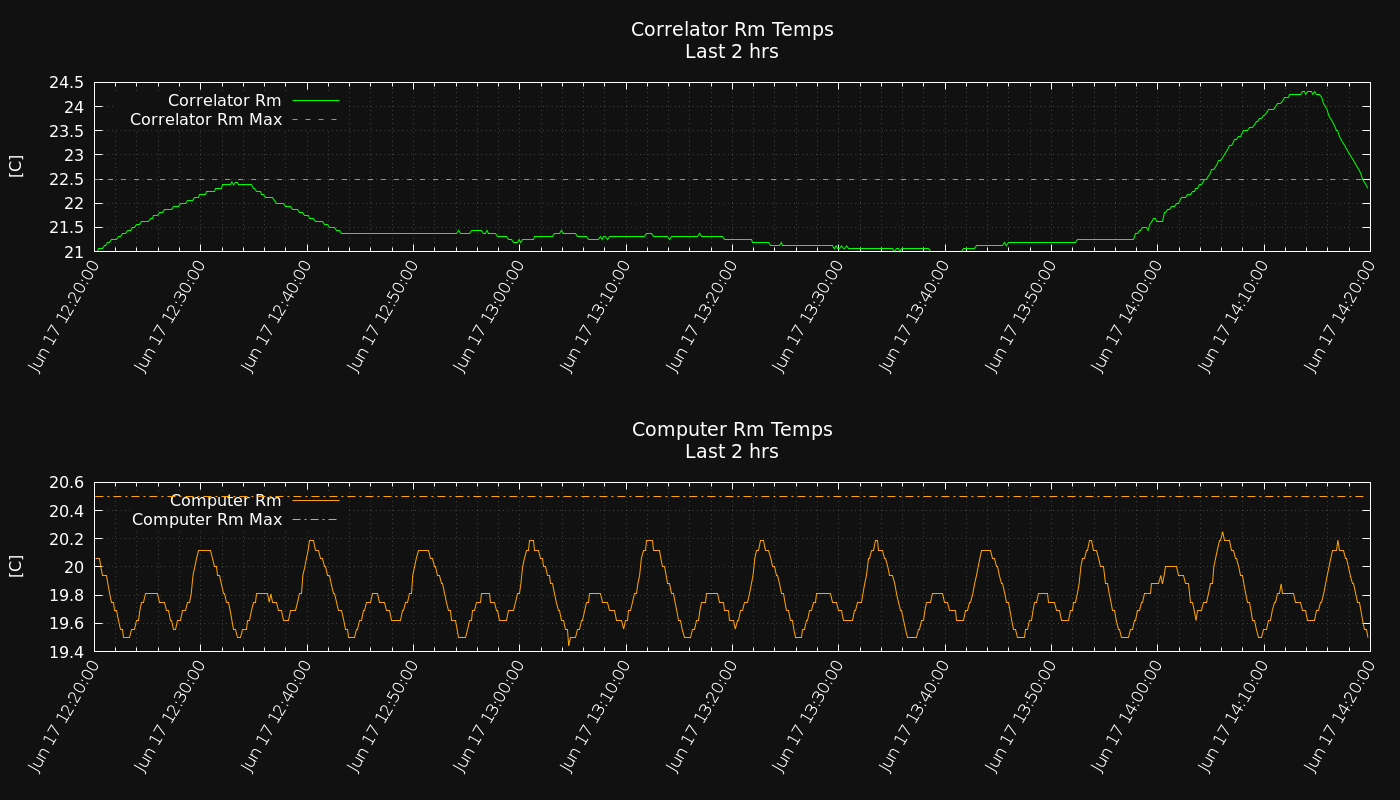 Correlator Rm Temps
Last 2 hrs
24.5
24
23.5
23
22.5
22
21.5
21
[C]
Correlator Rm
Correlator Rm Max
Jun 17 12:20:00
Jun 17 12:30:00
Jun 17 12:40:00
Jun 17 12:50:00
Jun 17 13:00:00
Jun 17 13:10:00
Jun 17 13:20:00
Jun 17 13:30:00
Jun 17 13:40:00
Jun 17 13:50:00
Jun 17 14:00:00
Jun 17 14:10:00
Jun 17 14:20:00
Computer Rm Temps
Last 2 hrs
20.6
20.4
20.2
20
19.8
19.6
19.4
[C]
Computer Rm
Computer Rm Max
Jun 17 12:20:00
Jun 17 12:30:00
Jun 17 12:40:00
Jun 17 12:50:00
Jun 17 13:00:00
Jun 17 13:10:00
Jun 17 13:20:00
Jun 17 13:30:00
Jun 17 13:40:00
Jun 17 13:50:00
Jun 17 14:00:00
Jun 17 14:10:00
Jun 17 14:20:00